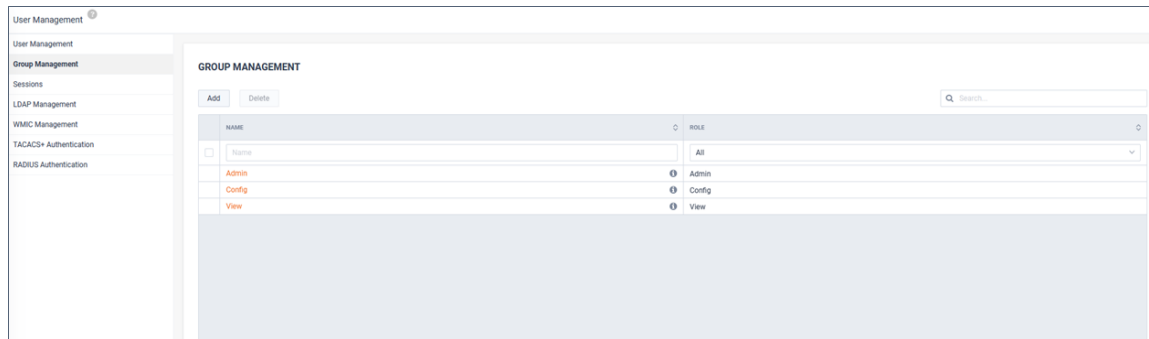 User Management ?
User Management
Group Management
Sessions
LDAP Management
WMIC Management
TACACS+ Authentication
RADIUS Authentication
GROUP MANAGEMENT
Add Delete Search...
NAME ROLE
Name All
Admin Admin
Config Config
View View